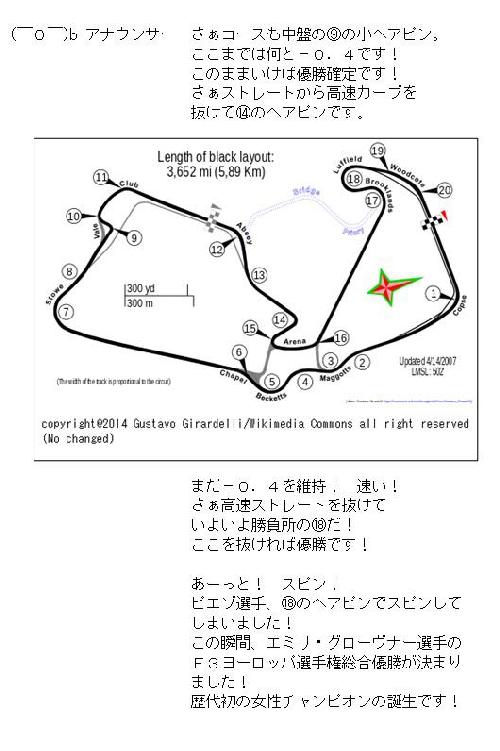 (￣o￣)b アナウンサー さぁコースも中盤の⑨の小ヘアピン。
ここまでは何と－０．４です！
このままいけば優勝確定です！
さぁストレートから高速カーブを
抜けて⑭のヘアピンです。
Length of black layout:
3,652 mi (5,89 Km)
Luffield
19
Woodcote
18
Brooklands
20
17
11
Club
Bridge
10
Vale
9
12
Abbey
8
13
Stowe
300 yd
300 m
1
Copse
7
14
15
Arena
16
6
3
2
Updated 4/14/2007
Chapel
5
4
Maggotts
Becketts
(The width of the track is proportional to the circuit)
copyright@2014 Gustavo Girardelli/Wikimedia Commons all right reserved
(No changed)
まだ－０．４を維持！ 速い！
さぁ高速ストレートを抜けて
いよいよ勝負所の⑱だ！
ここを抜ければ優勝です！
あーっと！ スピン！
ピエゾ選手、⑱のヘアピンでスピンして
しまいました！
この瞬間、エミリ・グローヴナー選手の
Ｆ３ヨーロッパ選手権総合優勝が決まり
ました！
歴代初の女性チャンピオンの誕生です！